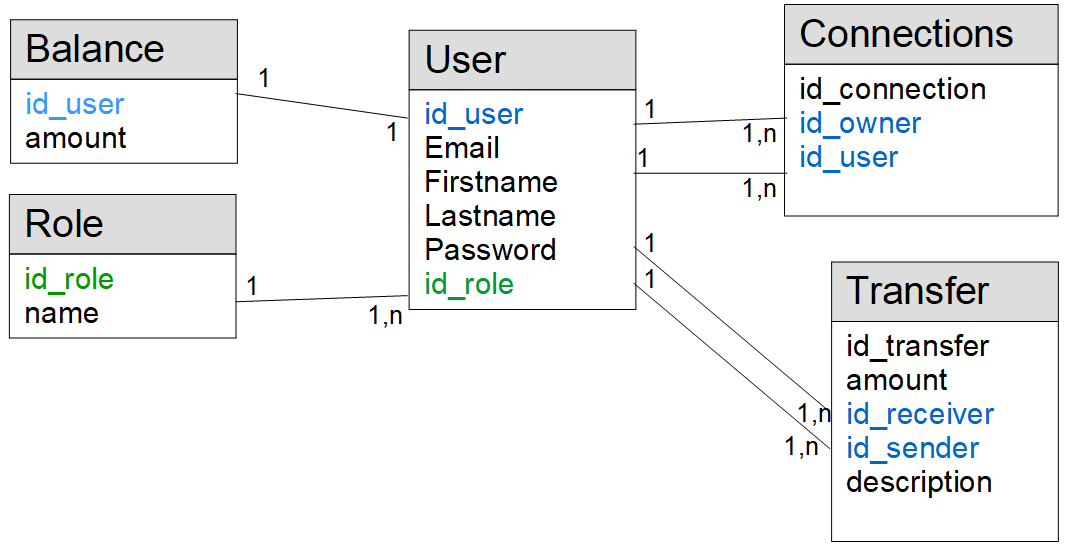 Balance
id_user
amount
Role
id_role
name
1
1
1
1,n
User
id_user
Email
Firstname
Lastname
Password
id_role
1
1,n
1
1,n
1
1
1,n
1,n
Connections
id_connection
id_owner
id_user
Transfer
id_transfer
amount
id_receiver
id_sender
description